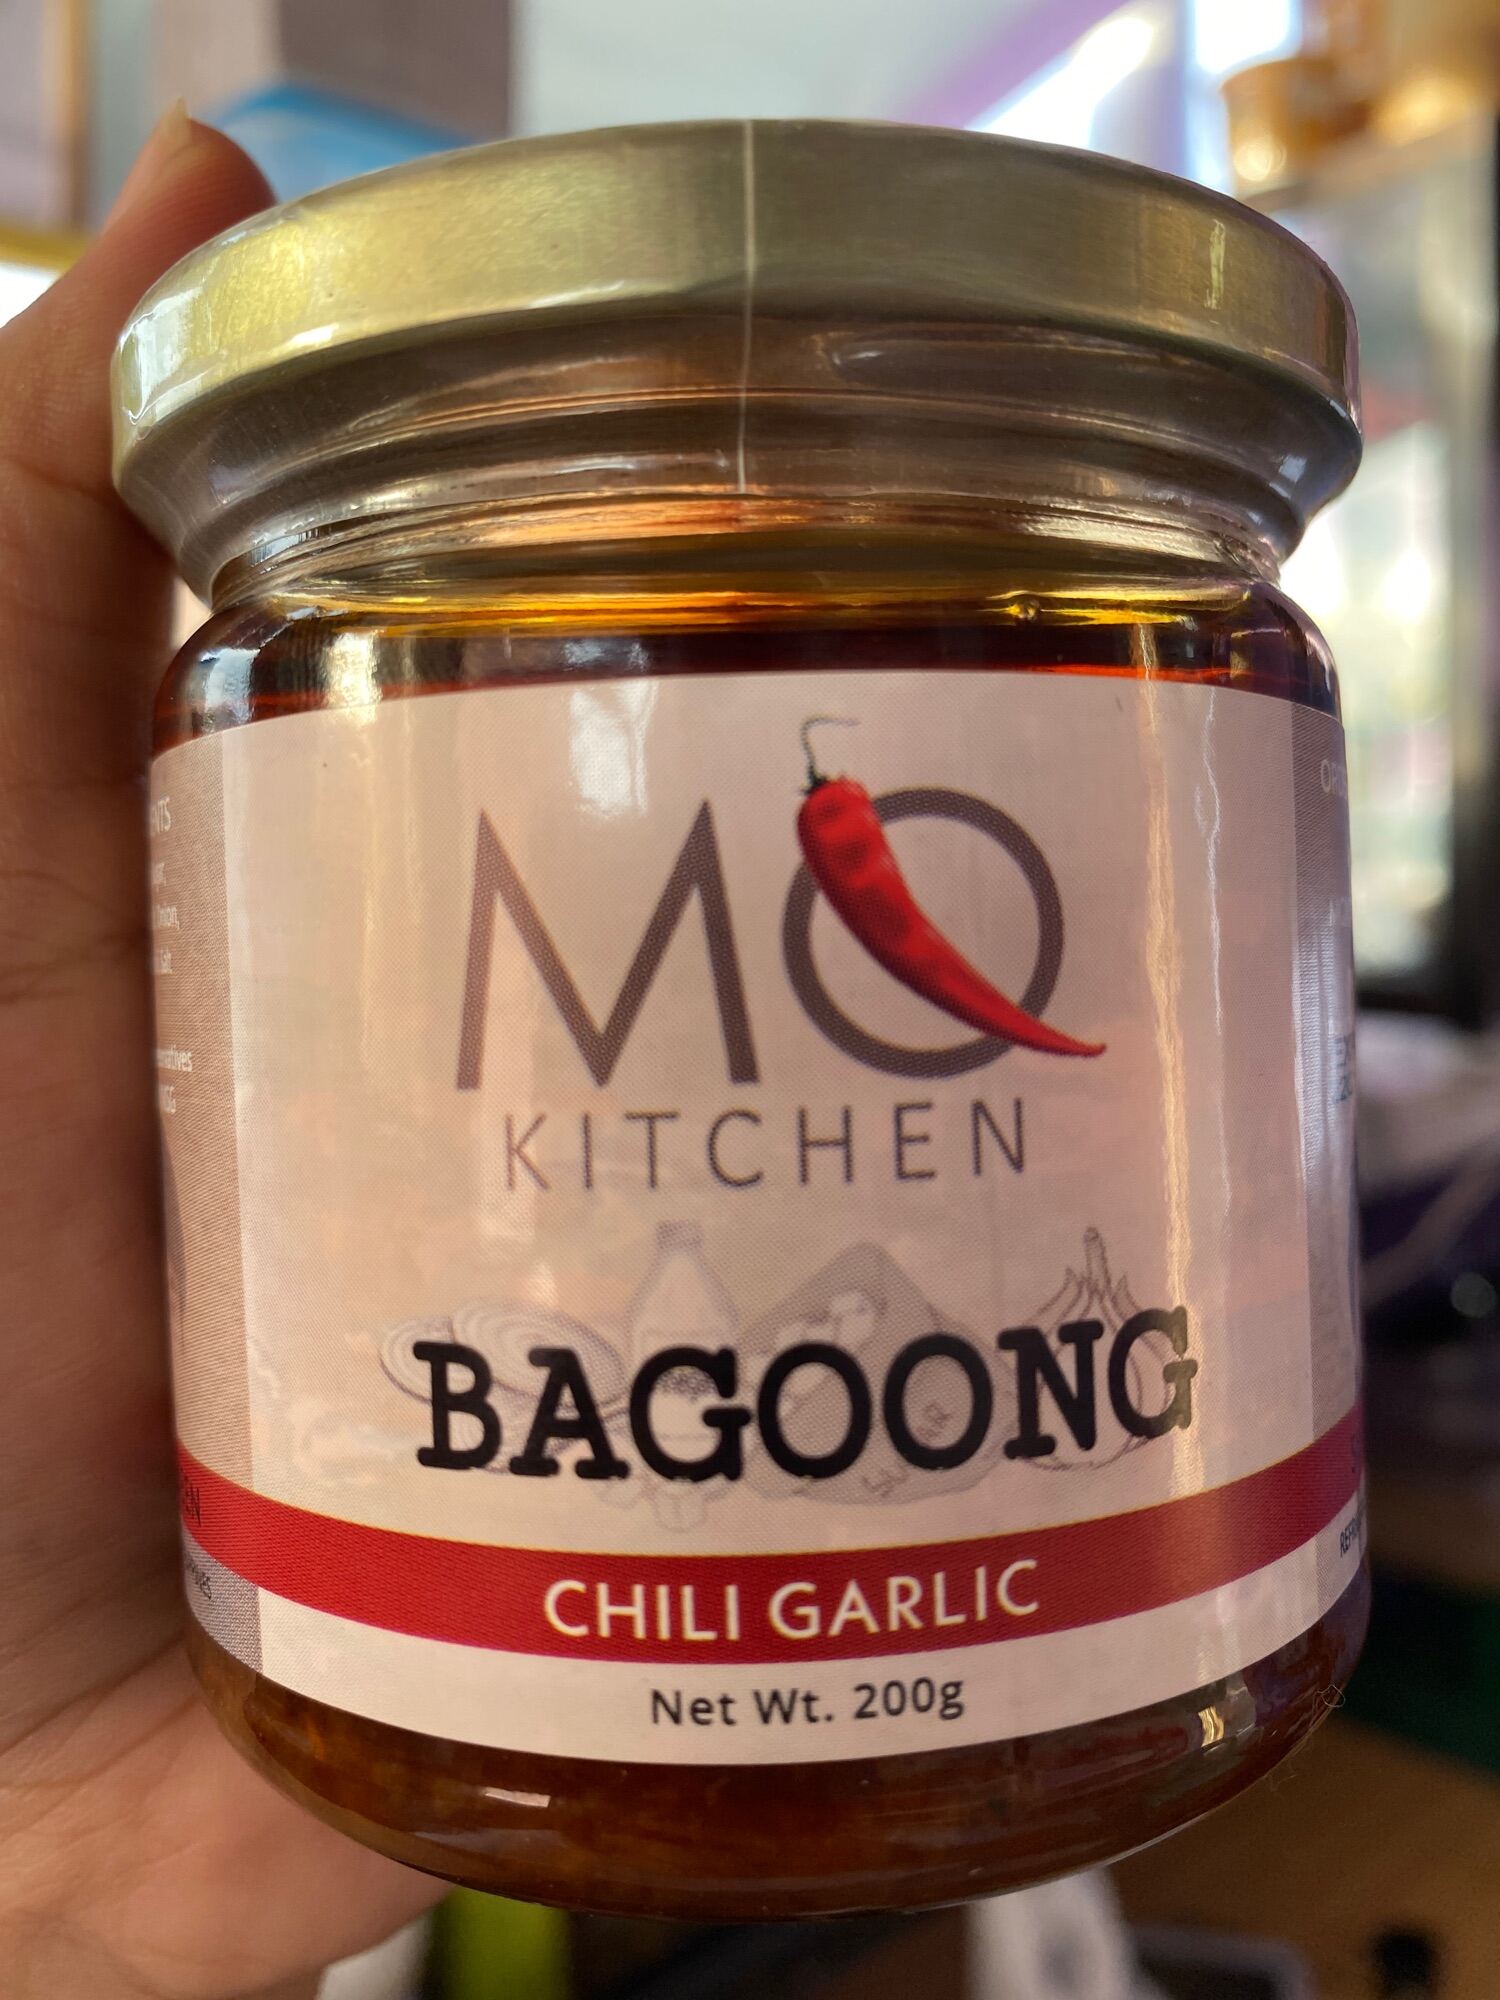 MO
KITCHEN
BAGOONG
CHILI GARLIC
Net Wt. 200g